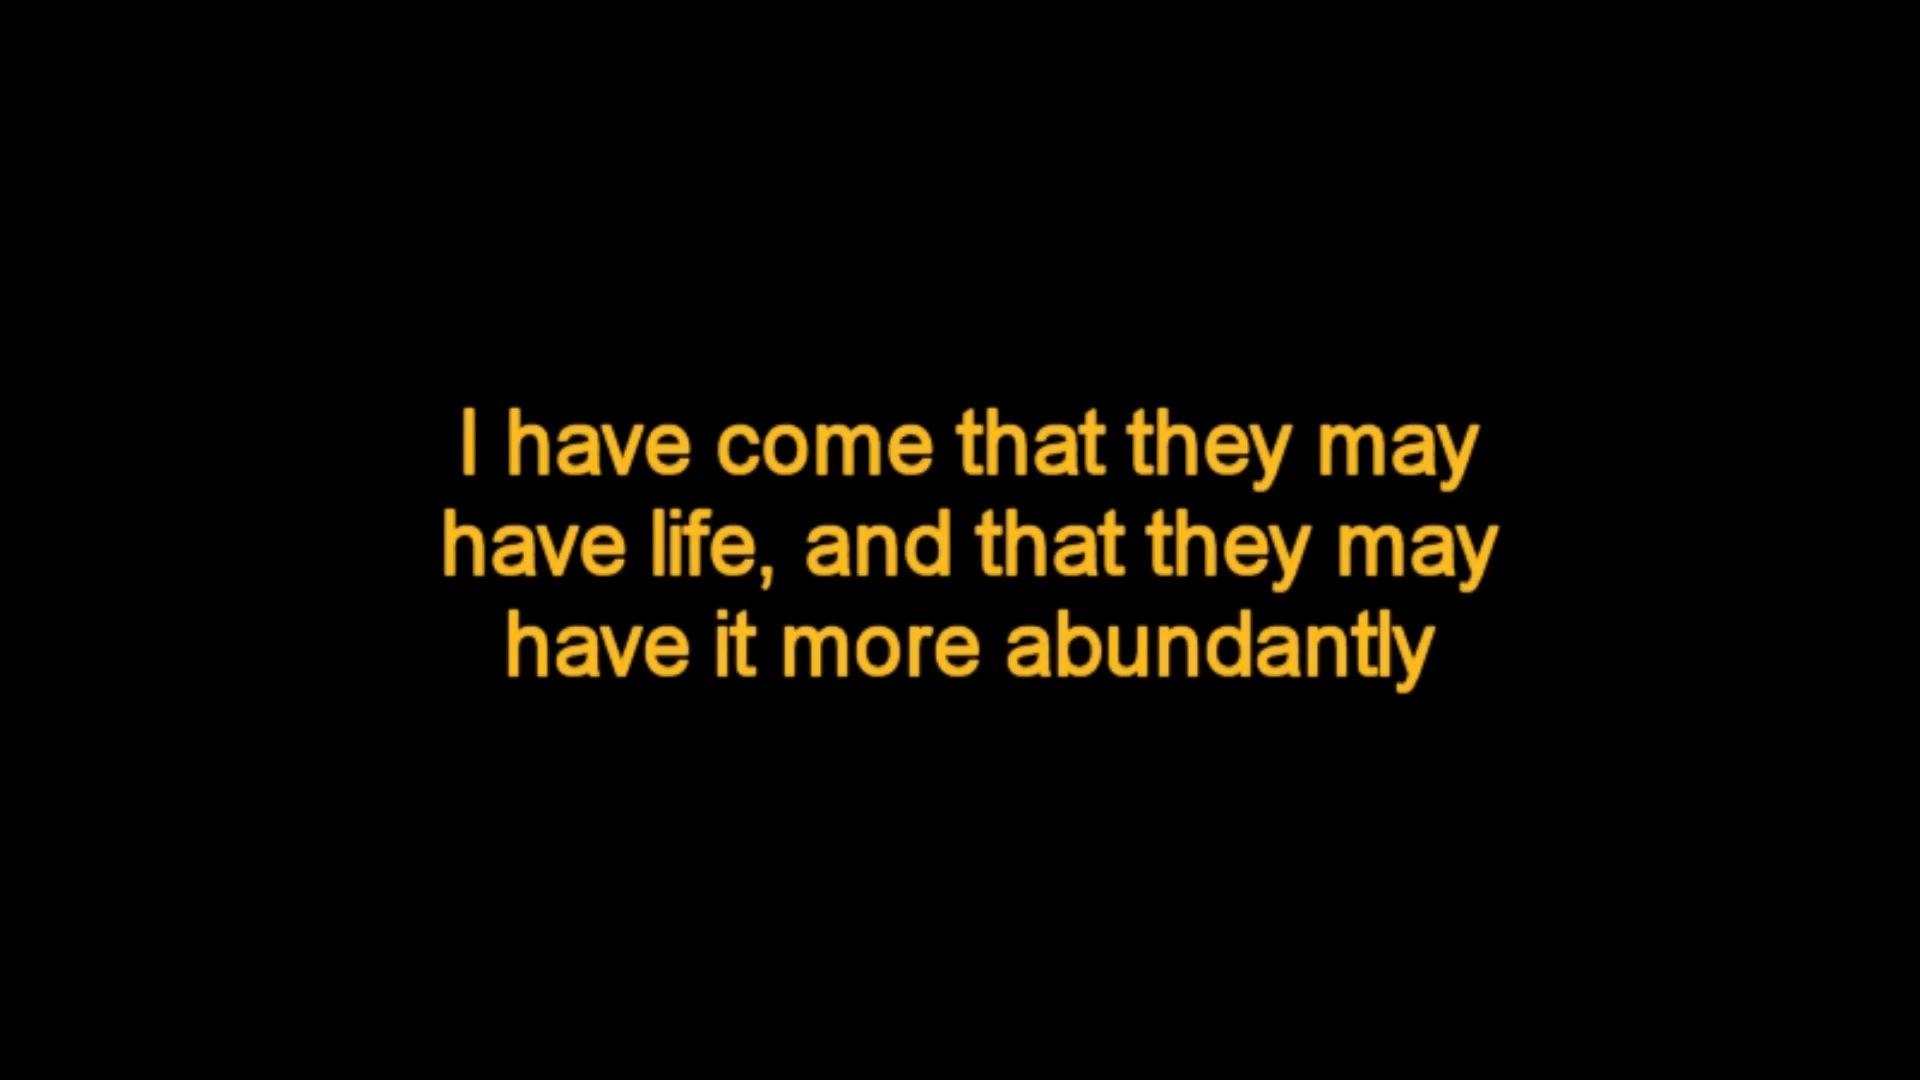 I have come that they may
have life, and that they may
have it more abundantly